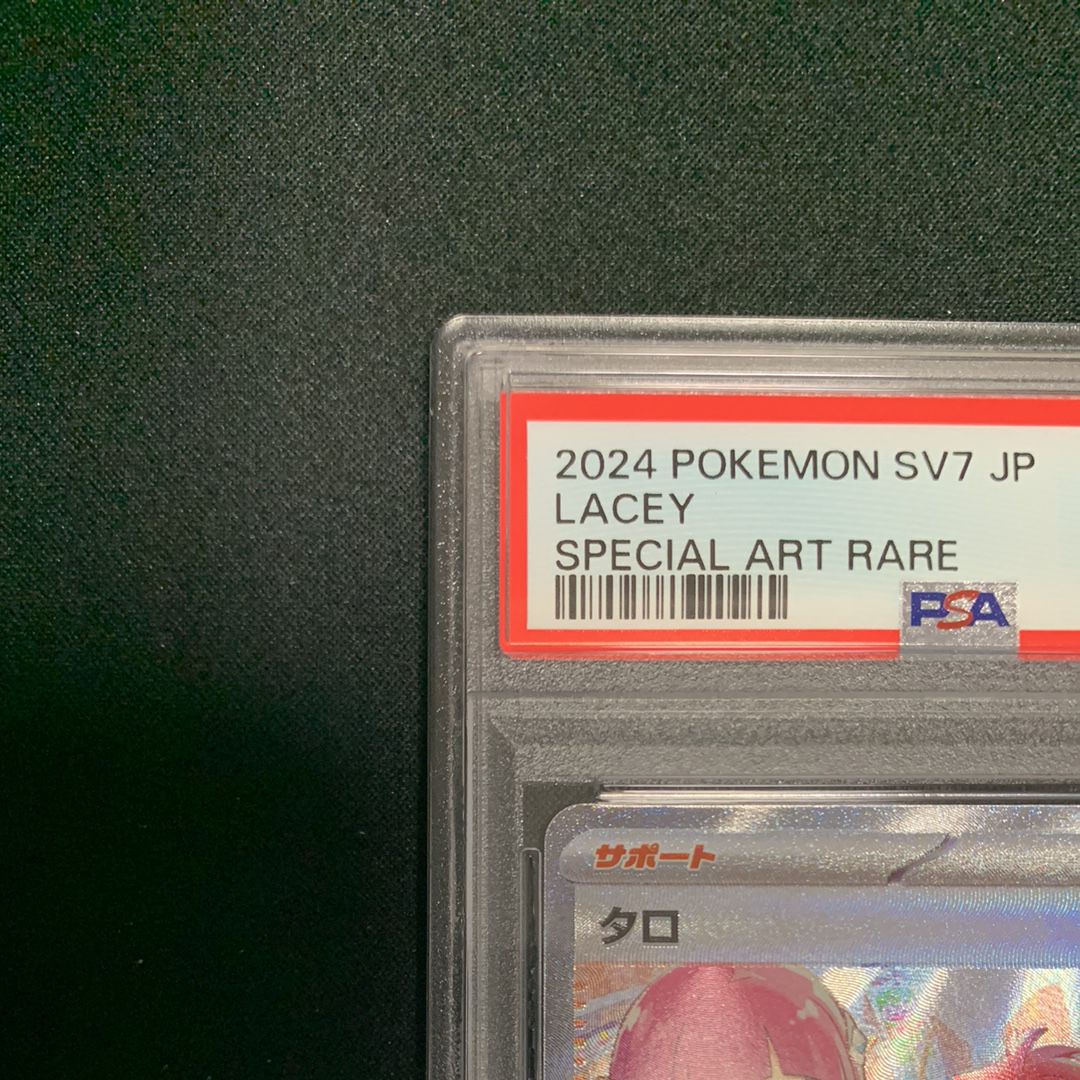 2024 POKEMON SV7 JP
LACEY
SPECIAL ART RARE
PSA
サポート
タロ